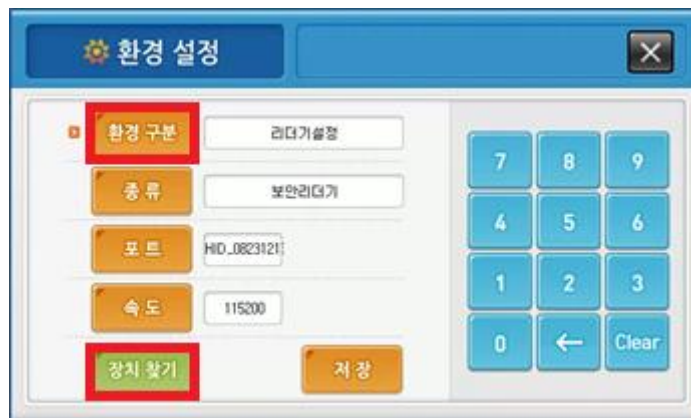 환경 설정
환경 구분 리더기설정
종류 보안리더기
포트 HID_0823121
속도 115200
장치 찾기 저장
7 8 9
4 5 6
1 2 3
0 ← Clear